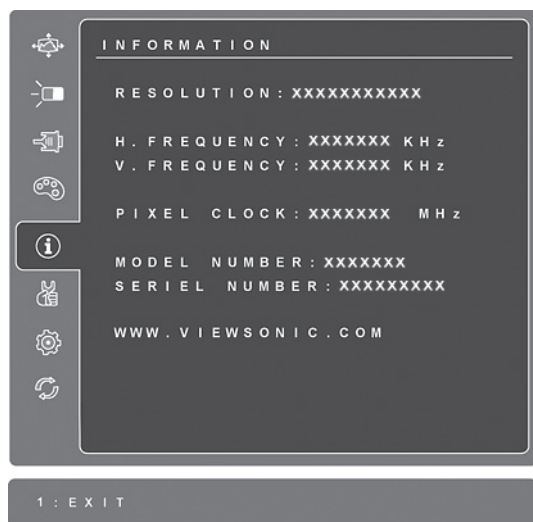 INFORMATION
RESOLUTION: XXXXXXXXXXX
H. FREQUENCY: XXXXXXX KHz
V. FREQUENCY: XXXXXXX KHz
PIXEL CLOCK: XXXXXXX MHz
MODEL NUMBER: XXXXXXX
SERIEL NUMBER: XXXXXXXXX
WWW.VIEWSONIC.COM
1: EXIT